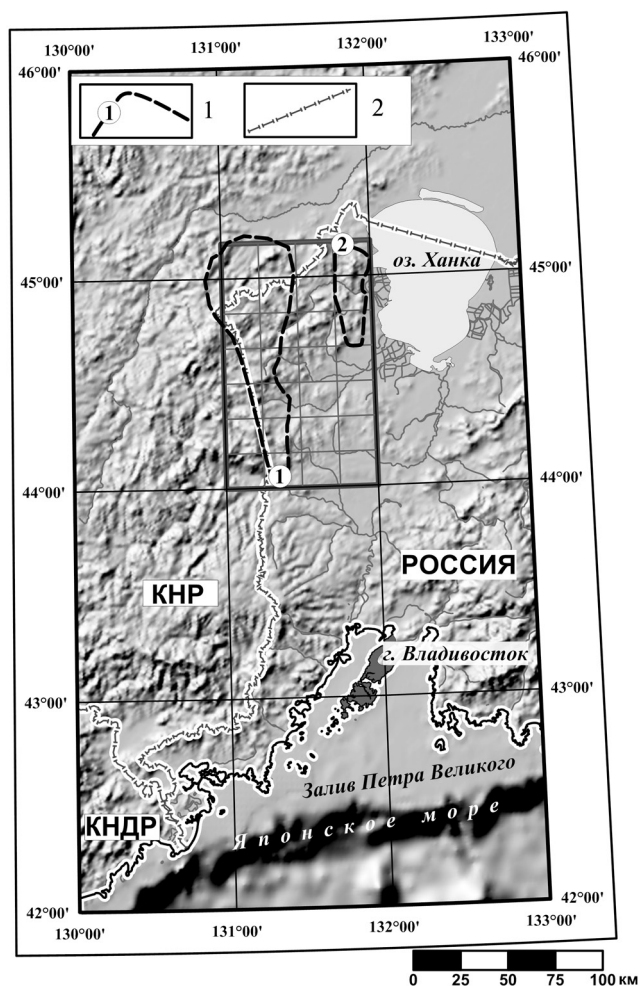 130°00' 131°00' 132°00' 133°00'
46°00' 46°00'
1 1 2
2 оз. Ханка
45°00' 45°00'
1
44°00' 44°00'
РОССИЯ
КНР
г. Владивосток
43°00' 43°00'
Залив Петра Великого
КНДР
Японское море
42°00' 42°00'
130°00' 131°00' 132°00' 133°00'
0 25 50 75 100 км